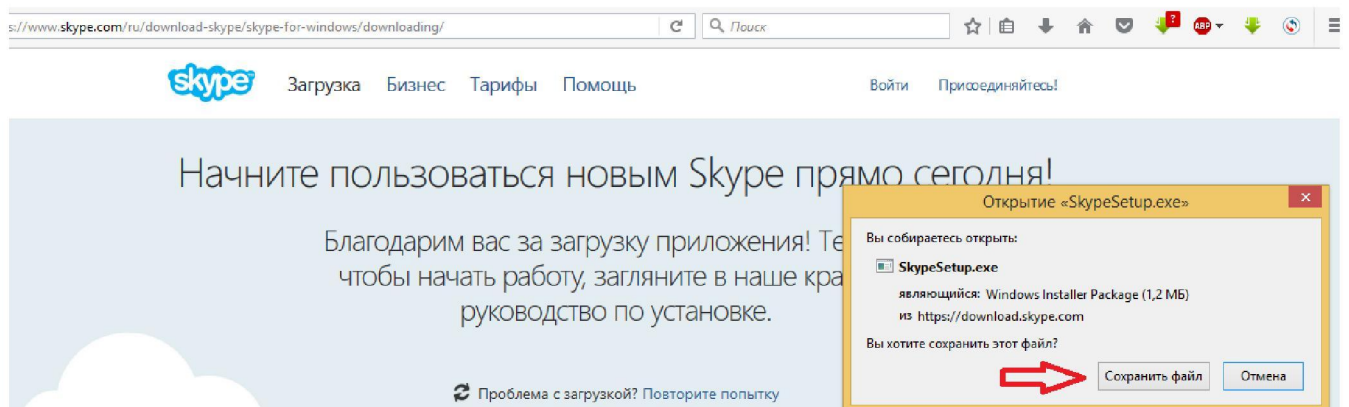 s://www.skype.com/ru/download-skype/skype-for-windows/downloading/
Поиск
?
ABP
skype
Загрузка Бизнес Тарифы Помощь
Войти Присоединяйтесь!
Начните пользоваться новым Skype прямо сегодня!
Благодарим вас за загрузку приложения! Те
чтобы начать работу, загляните в наше кра
руководство по установке.
Проблема с загрузкой? Повторите попытку
Открытие «SkypeSetup.exe»
Вы собираетесь открыть:
SkypeSetup.exe
являющийся: Windows Installer Package (1,2 МБ)
из https://download.skype.com
Вы хотите сохранить этот файл?
Сохранить файл Отмена